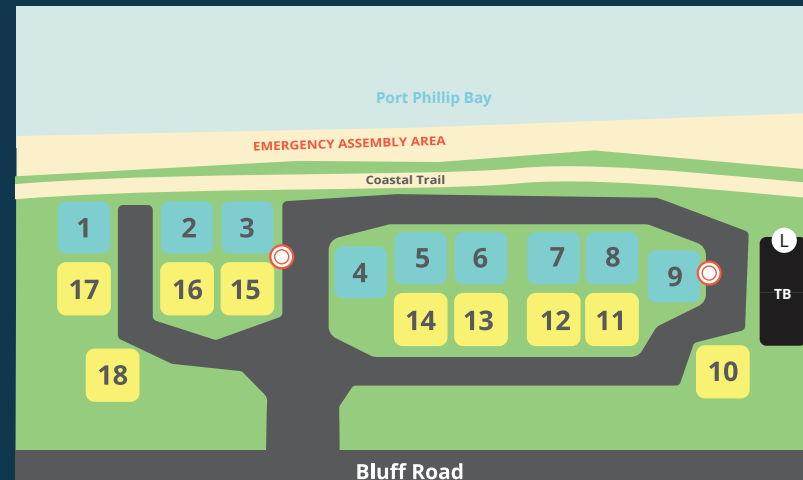 Port Phillip Bay
EMERGENCY ASSEMBLY AREA
Coastal Trail
1 2 3
4 5 6 7 8 9
17 16 15
14 13 12 11
18 10
L
TB
Bluff Road